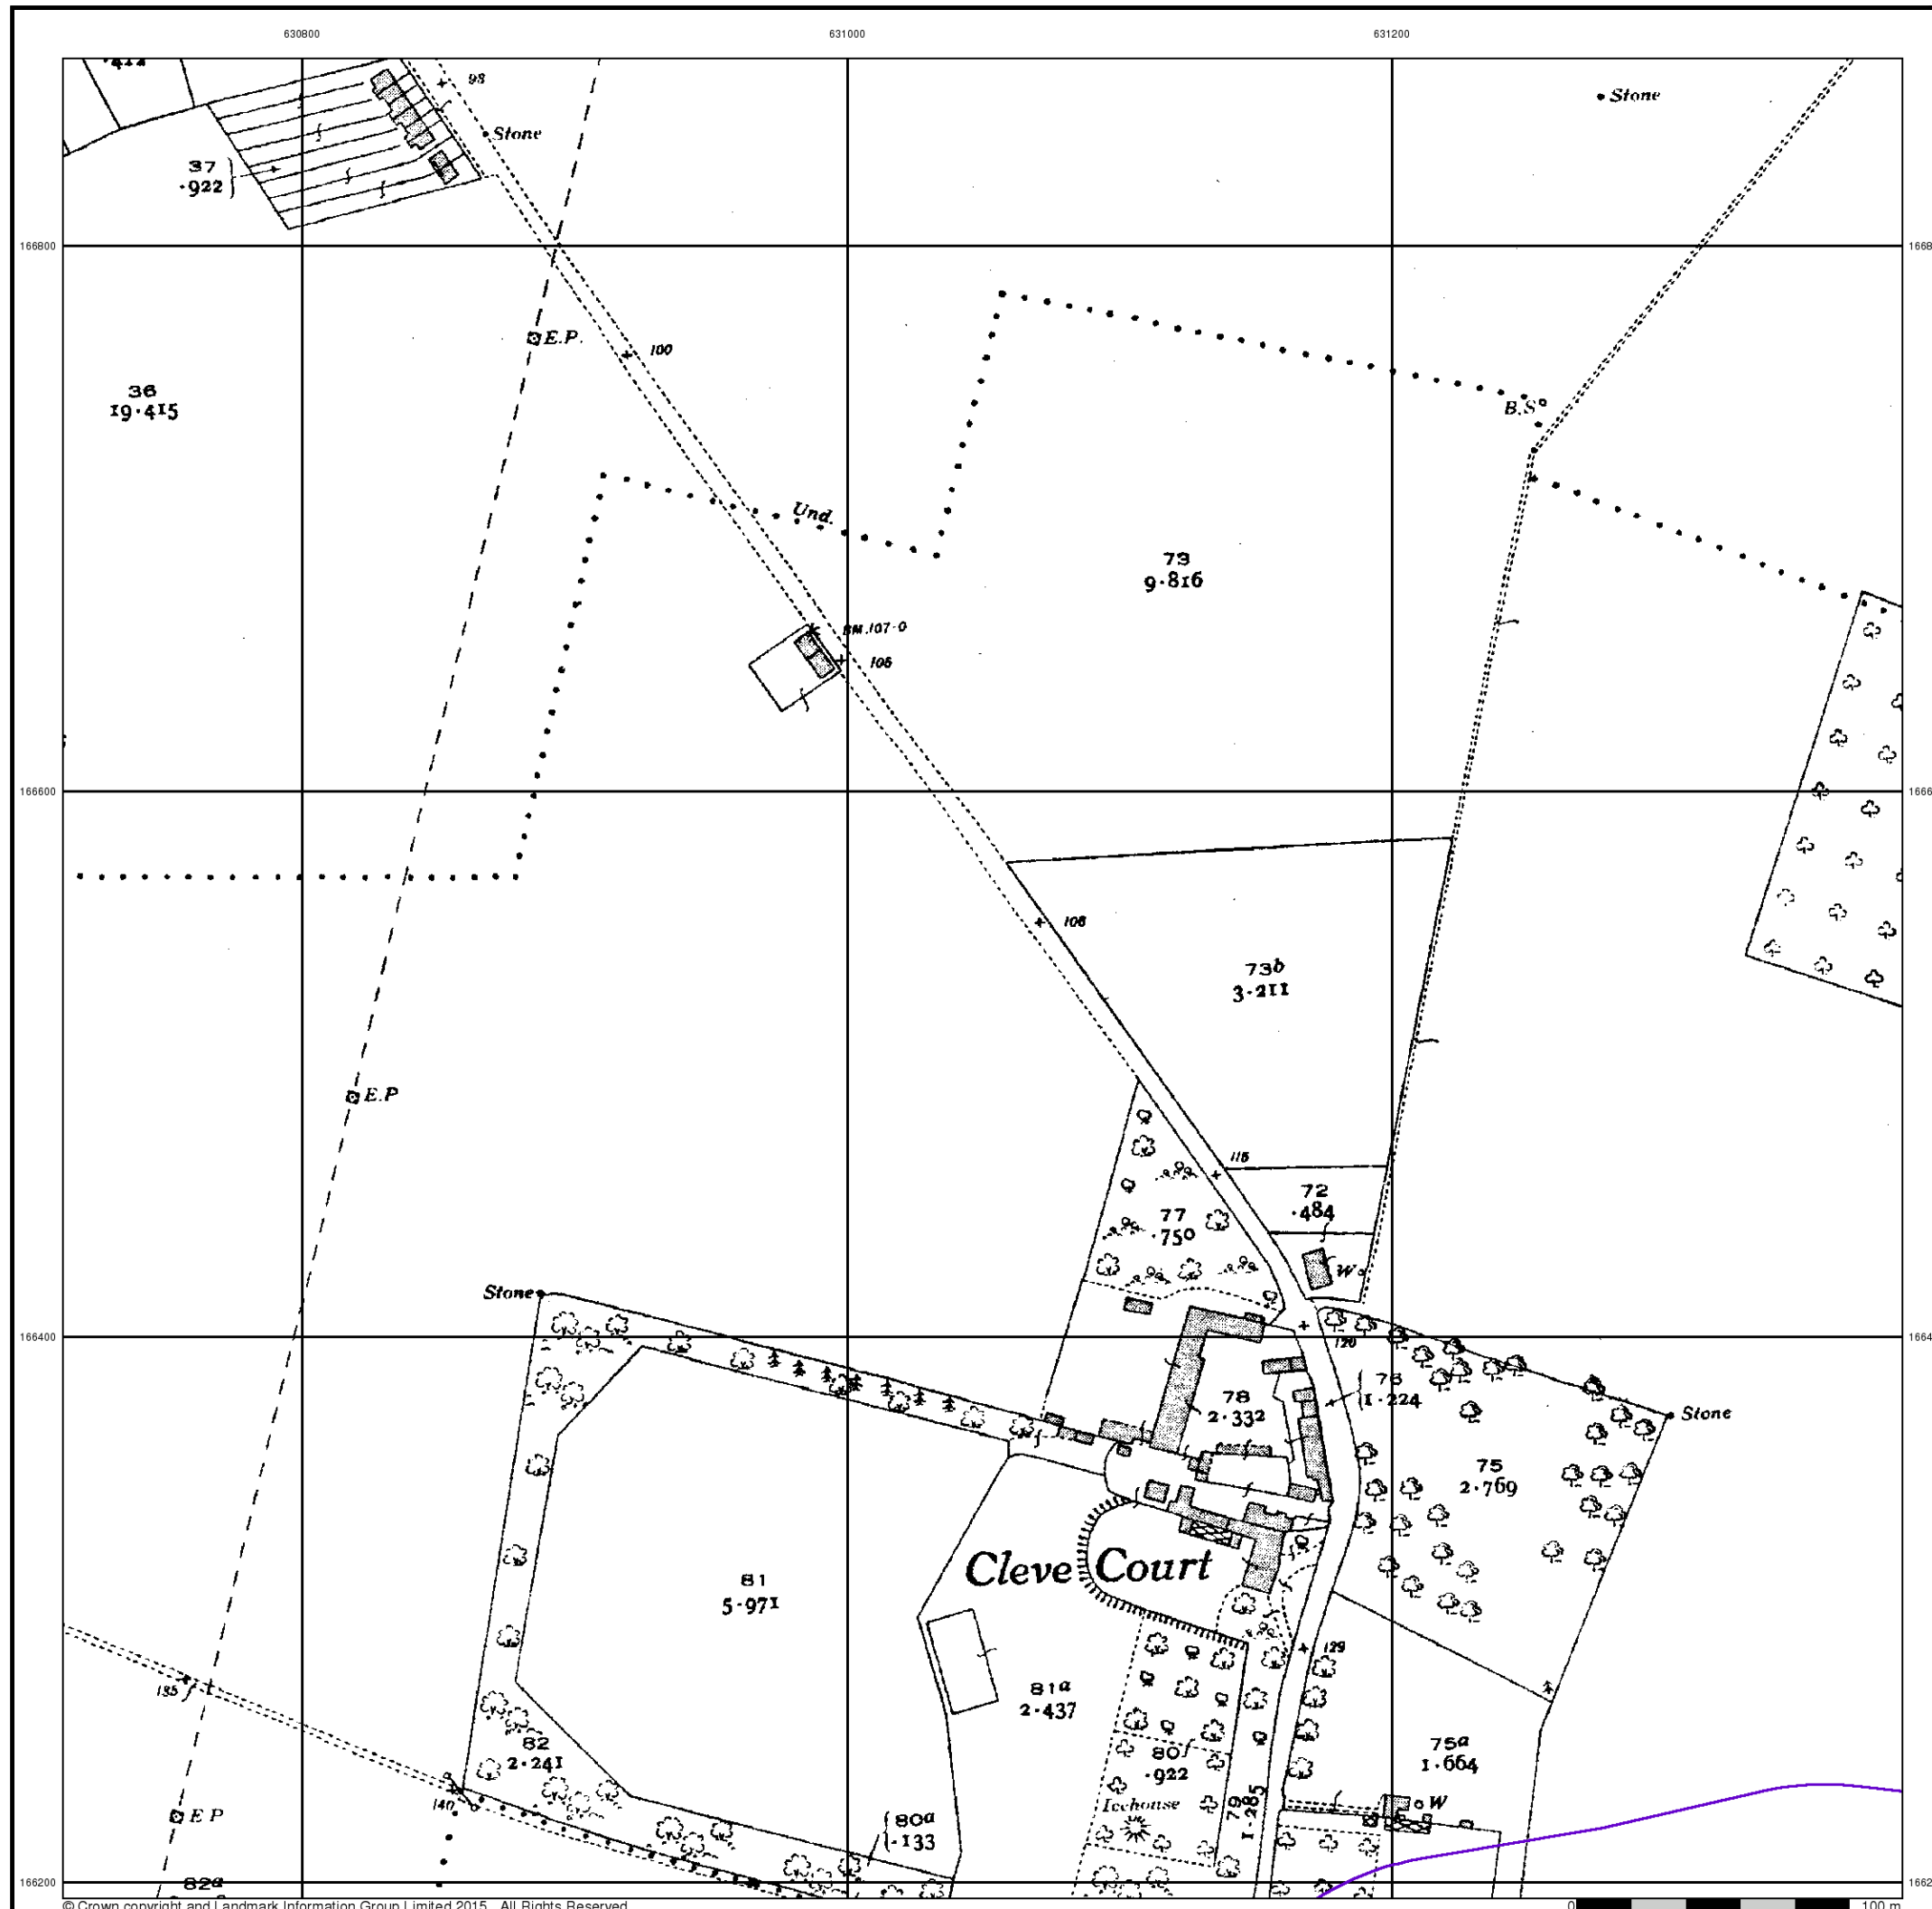 630800
631000
631200
98
Stone
Stone
37
.922
166800
E.P.
100
36
19.415
B.S
Und.
73
9.816
BM.107.0
108
73b
3.211
E.P
115
72
.484
77
.750
W
Stone
166400
120
76
1.224
78
2.332
Stone
75
2.769
Cleve Court
81
5.971
129
81a
2.437
135
82
2.241
75a
1.664
80
.922
140
E P
Icehouse
W
79
1.285
80a
.133
166600
166200
82a
© Crown copyright and Landmark Information Group Limited 2015. All Rights Reserved
0
100 m